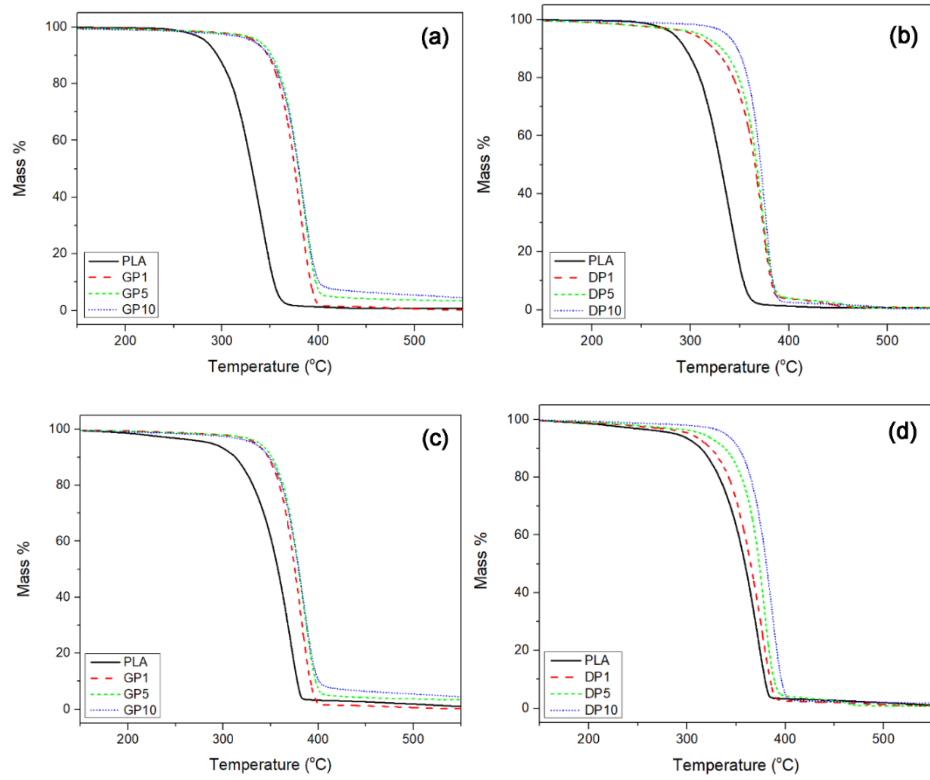 (a)
100
80
60
40
20
0
Mass %
PLA
GP1
GP5
GP10
200 300 400 500
Temperature (°C)
(b)
100
80
60
40
20
0
Mass %
PLA
DP1
DP5
DP10
200 300 400 500
Temperature (°C)
(c)
100
80
60
40
20
0
Mass %
PLA
GP1
GP5
GP10
200 300 400 500
Temperature (°C)
(d)
100
80
60
40
20
0
Mass %
PLA
DP1
DP5
DP10
200 300 400 500
Temperature (°C)